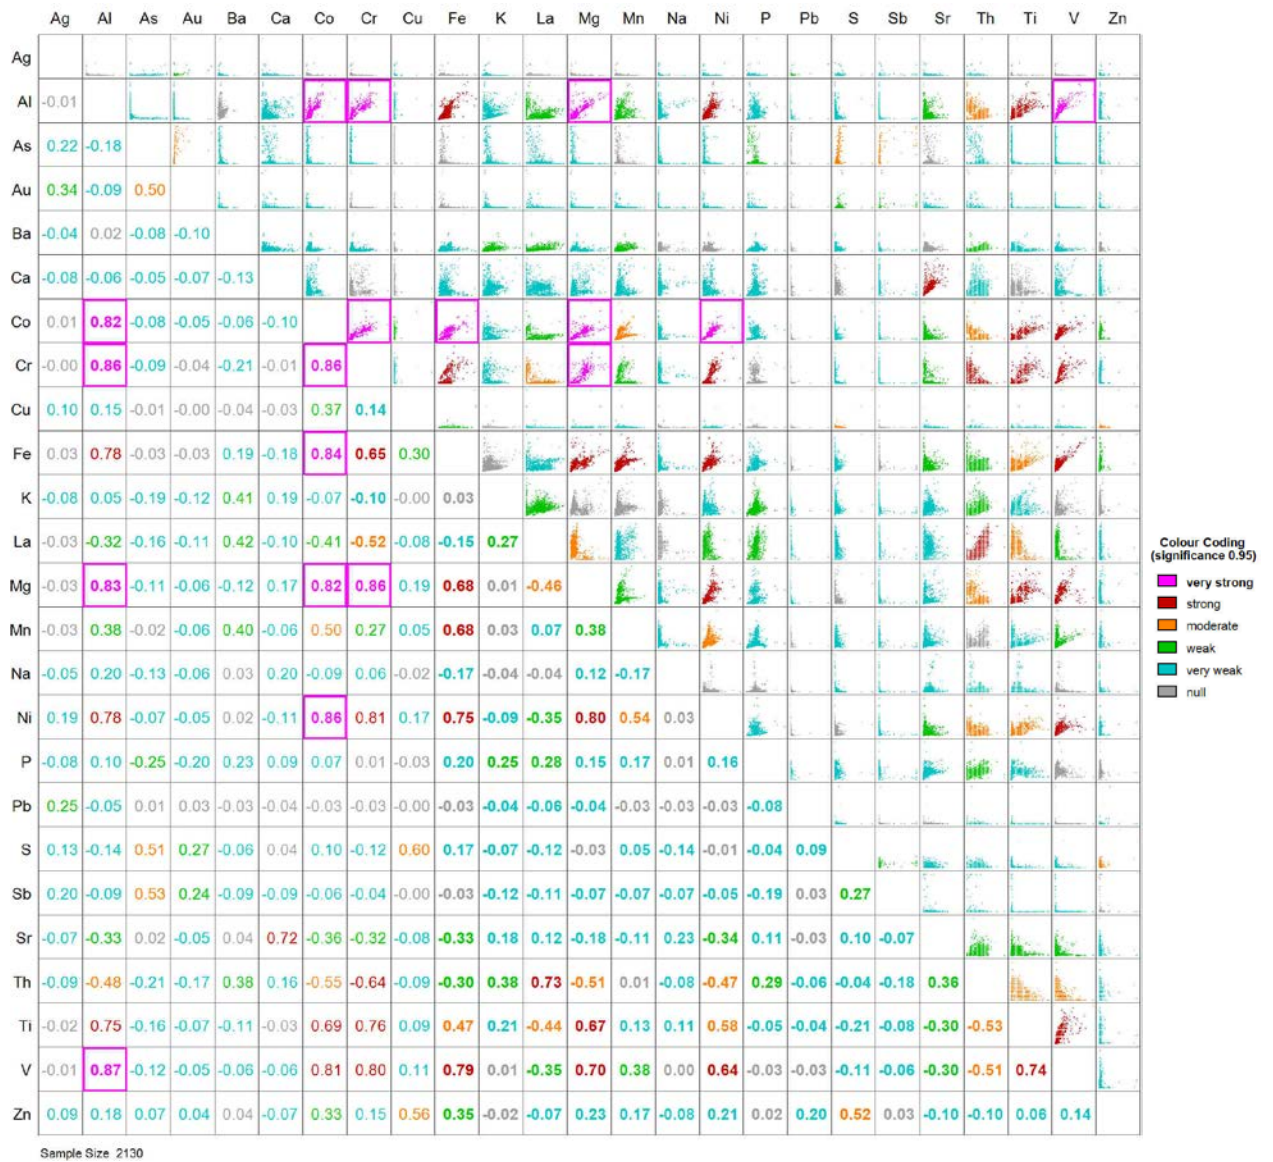 Ag Al As Au Ba Ca Co Cr Cu Fe K La Mg Mn Na Ni P Pb S Sb Sr Th Ti V Zn
Ag
Al -0.01
As 0.22 -0.18
Au 0.34 -0.09 0.50
Ba -0.04 0.02 -0.08 -0.10
Ca -0.08 -0.06 -0.05 -0.07 -0.13
Co 0.01 0.82 -0.08 -0.05 -0.06 -0.10
Cr -0.00 0.86 -0.09 -0.04 -0.21 -0.01 0.86
Cu 0.10 0.15 -0.01 -0.00 -0.04 -0.03 0.37 0.14
Fe 0.03 0.78 -0.03 -0.03 0.19 -0.18 0.84 0.65 0.30
K -0.08 0.05 -0.19 -0.12 0.41 0.19 -0.07 -0.10 -0.00 0.03
La -0.03 -0.32 -0.16 -0.11 0.42 -0.10 -0.41 -0.52 -0.08 -0.15 0.27
Mg -0.03 0.83 -0.11 -0.06 -0.12 0.17 0.82 0.86 0.19 0.68 0.01 -0.46
Mn -0.03 0.38 -0.02 -0.06 0.40 -0.06 0.50 0.27 0.05 0.68 0.03 0.07 0.38
Na -0.05 0.20 -0.13 -0.06 0.03 0.20 -0.09 0.06 -0.02 -0.17 -0.04 -0.04 0.12 -0.17
Ni 0.19 0.78 -0.07 -0.05 0.02 -0.11 0.86 0.81 0.17 0.75 -0.09 -0.35 0.80 0.54 0.03
P -0.08 0.10 -0.25 -0.20 0.23 0.09 0.07 0.01 -0.03 0.20 0.25 0.28 0.15 0.17 0.01 0.16
Pb 0.25 -0.05 0.01 0.03 -0.03 -0.04 -0.03 -0.03 -0.00 -0.03 -0.04 -0.06 -0.04 -0.03 -0.03 -0.03 -0.08
S 0.13 -0.14 0.51 0.27 -0.06 0.04 0.10 -0.12 0.60 0.17 -0.07 -0.12 -0.03 0.05 -0.14 -0.01 -0.04 0.09
Sb 0.20 -0.09 0.53 0.24 -0.09 -0.09 -0.06 -0.04 -0.00 -0.03 -0.12 -0.11 -0.07 -0.07 -0.07 -0.05 -0.19 0.03 0.27
Sr -0.07 -0.33 0.02 -0.05 0.04 0.72 -0.36 -0.32 -0.08 -0.33 0.18 0.12 -0.18 -0.11 0.23 -0.34 0.11 -0.03 0.10 -0.07
Th -0.09 -0.48 -0.21 -0.17 0.38 0.16 -0.55 -0.64 -0.09 -0.30 0.38 0.73 -0.51 0.01 -0.08 -0.47 0.29 -0.06 -0.04 -0.18 0.36
Ti -0.02 0.75 -0.16 -0.07 -0.11 -0.03 0.69 0.76 0.09 0.47 0.21 -0.44 0.67 0.13 0.11 0.58 -0.05 -0.04 -0.21 -0.08 -0.30 -0.53
V -0.01 0.87 -0.12 -0.05 -0.06 -0.06 0.81 0.80 0.11 0.79 0.01 -0.35 0.70 0.38 0.00 0.64 -0.03 -0.03 -0.11 -0.06 -0.30 -0.51 0.74
Zn 0.09 0.18 0.07 0.04 0.04 -0.07 0.33 0.15 0.56 0.35 -0.02 -0.07 0.23 0.17 -0.08 0.21 0.02 0.20 0.52 0.03 -0.10 -0.10 0.06 0.14
Sample Size 2130
Colour Coding
(significance 0.95)
very strong
strong
moderate
weak
very weak
null